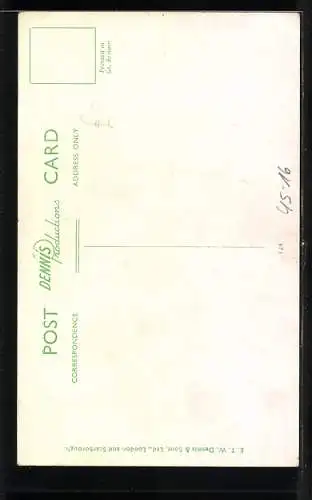 POST DENNIS Productions CARD
CORRESPONDENCE
ADDRESS ONLY
Printed in
Gt. Britain
45-16
E. T. W. Dennis & Sons, Ltd., London and Scarborough.